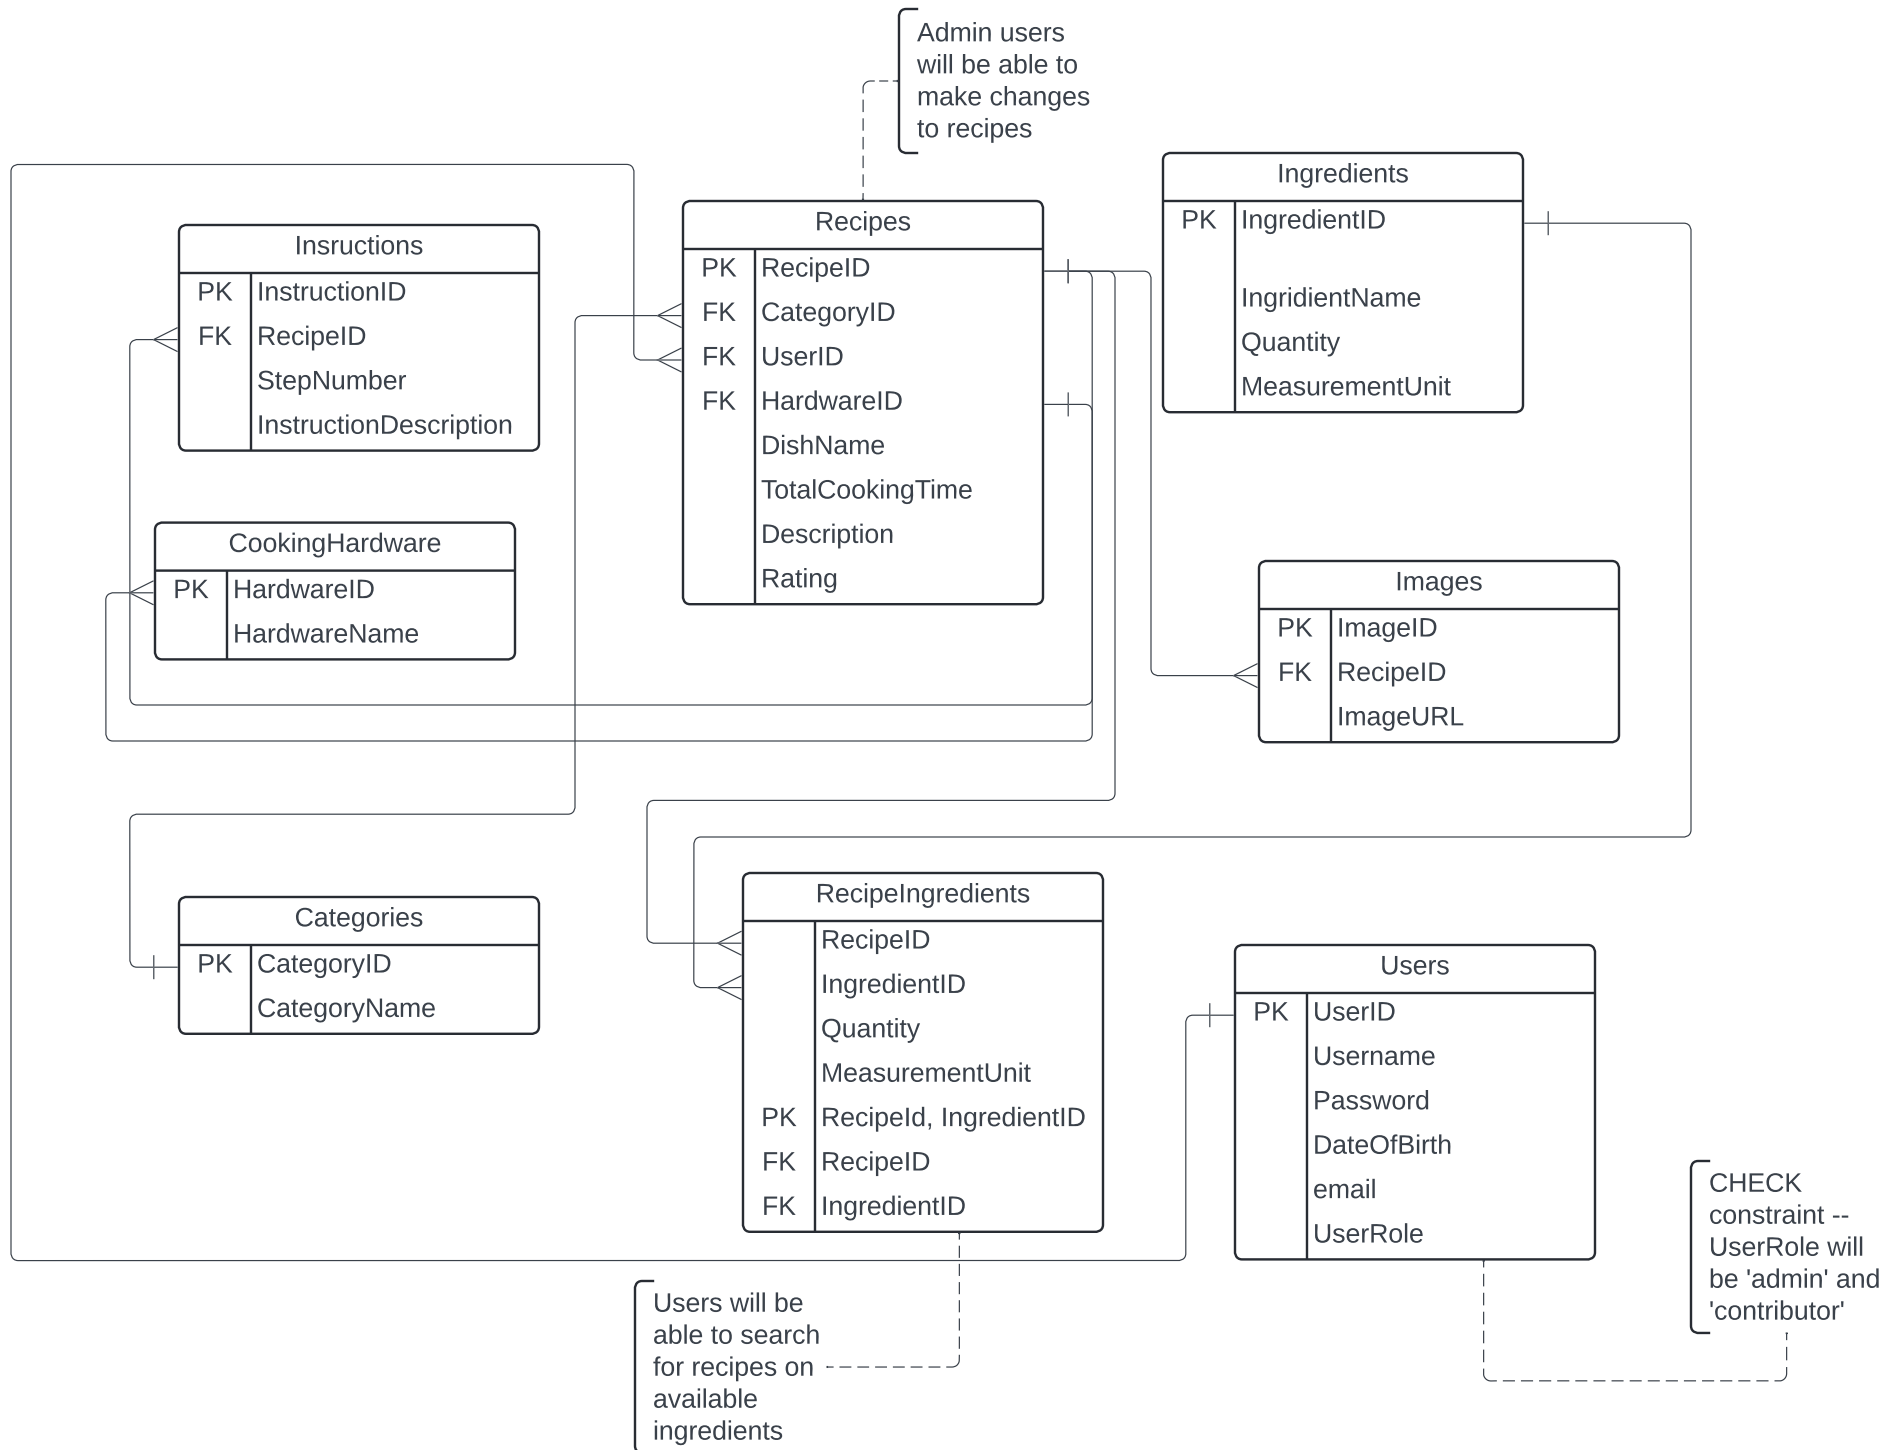 Admin users
will be able to
make changes
to recipes
Ingredients
PK IngredientID
IngridientName
Quantity
MeasurementUnit
Recipes
PK RecipeID
FK CategoryID
FK UserID
FK HardwareID
DishName
TotalCookingTime
Description
Rating
Insructions
PK InstructionID
FK RecipeID
StepNumber
InstructionDescription
CookingHardware
PK HardwareID
HardwareName
Images
PK ImageID
FK RecipeID
ImageURL
Categories
PK CategoryID
CategoryName
RecipeIngredients
RecipeID
IngredientID
Quantity
MeasurementUnit
PK RecipeId, IngredientID
FK RecipeID
FK IngredientID
Users
PK UserID
Username
Password
DateOfBirth
email
UserRole
CHECK
constraint --
UserRole will
be 'admin' and
'contributor'
Users will be
able to search
for recipes on
available
ingredients